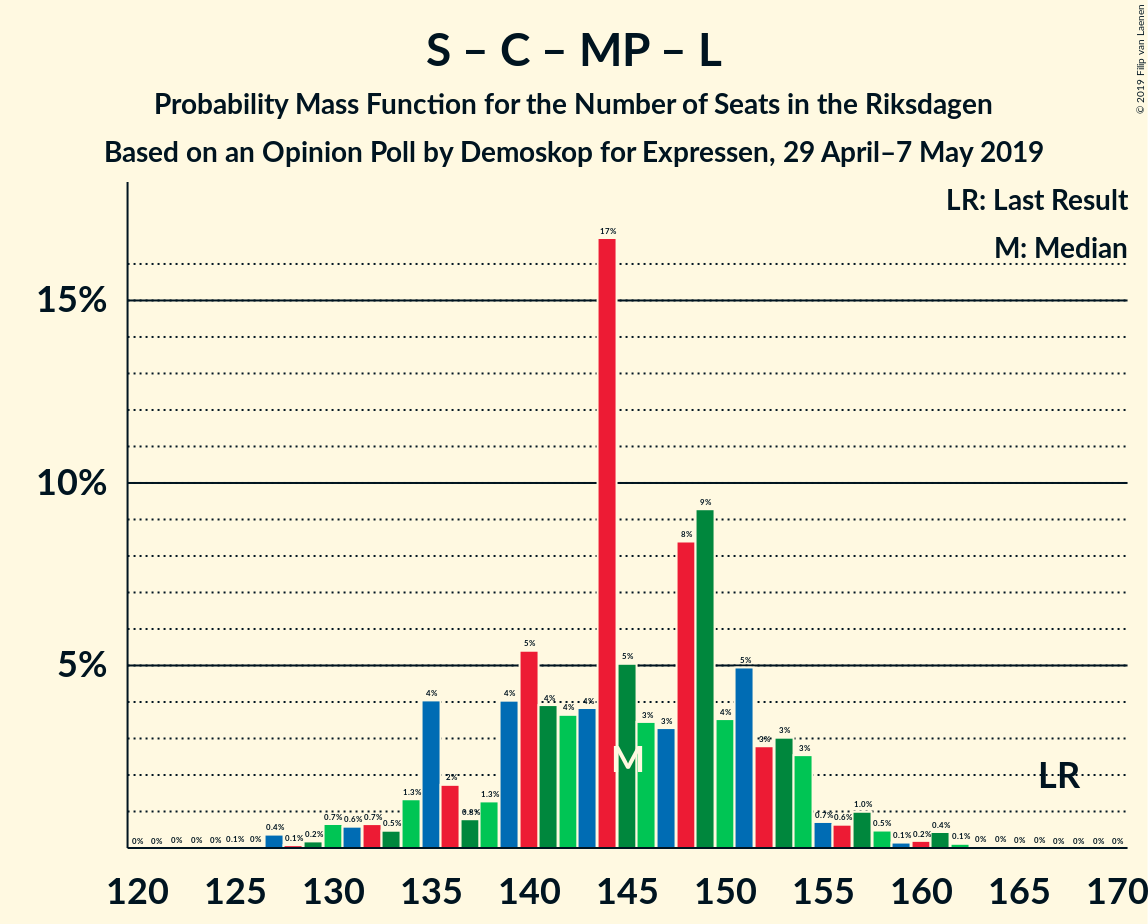 S – C – MP – L
Probability Mass Function for the Number of Seats in the Riksdagen
Based on an Opinion Poll by Demoskop for Expressen, 29 April–7 May 2019
© 2019 Filip van Laenen
LR: Last Result
M: Median
15%
10%
5%
0% 0% 0% 0% 0% 0.1% 0% 0.4% 0.1% 0.2% 0.7% 0.6% 0.7% 0.5% 1.3% 4% 2% 0.8% 1.3% 4% 5% 4% 4% 4% 17% 5% 3% 3% 8% 9% 4% 5% 3% 3% 3% 0.7% 0.6% 1.0% 0.5% 0.1% 0.2% 0.4% 0.1% 0% 0% 0% 0% 0% 0% 0% 0%
M
LR
120 125 130 135 140 145 150 155 160 165 170